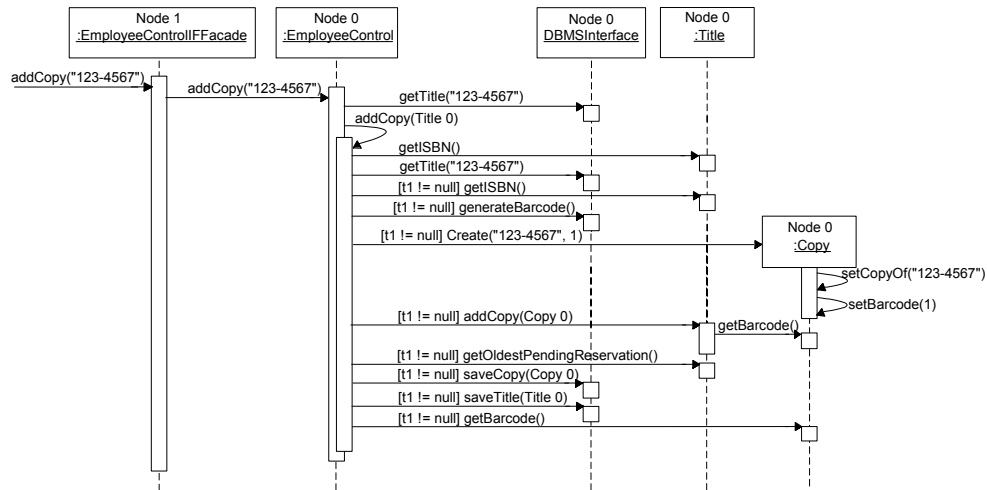 Node 1
:EmployeeControlIFFacade
Node 0
:EmployeeControl
Node 0
DBMSInterface
Node 0
:Title
addCopy("123-4567")
addCopy("123-4567")
getTitle("123-4567")
addCopy(Title 0)
getISBN()
getTitle("123-4567")
[t1 != null] getISBN()
[t1 != null] generateBarcode()
[t1 != null] Create("123-4567", 1)
Node 0
:Copy
setCopyOf("123-4567")
setBarcode(1)
[t1 != null] addCopy(Copy 0)
getBarcode()
[t1 != null] getOldestPendingReservation()
[t1 != null] saveCopy(Copy 0)
[t1 != null] saveTitle(Title 0)
[t1 != null] getBarcode()